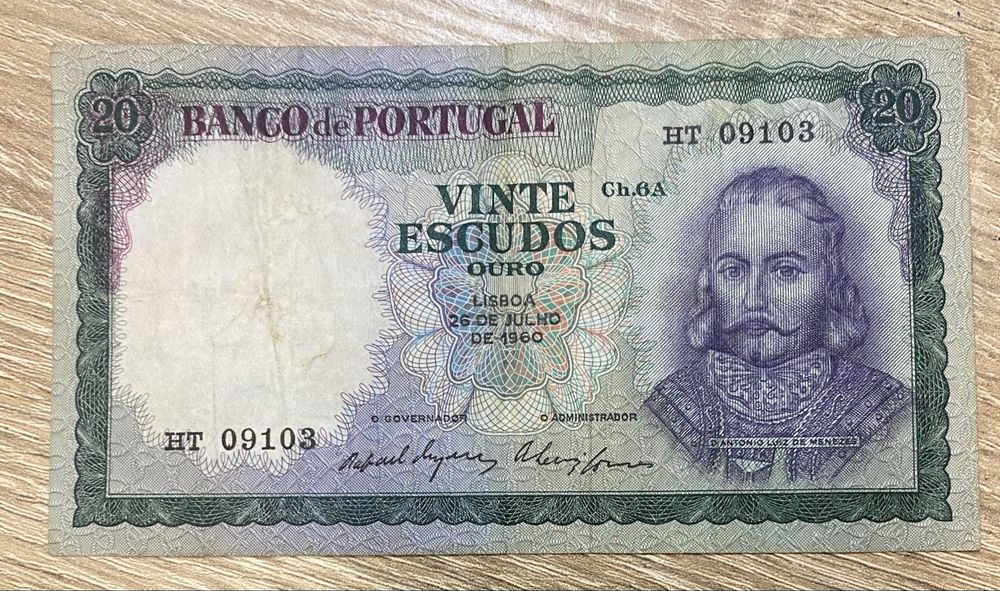 20
20
BANCO de PORTUGAL
HT 09103
VINTE Ch.6A
ESCUDOS
OURO
LISBOA
26 DE JULHO
DE 1960
O GOVERNADOR O ADMINISTRADOR
D. ANTONIO LUIZ DE MENEZES
HT 09103